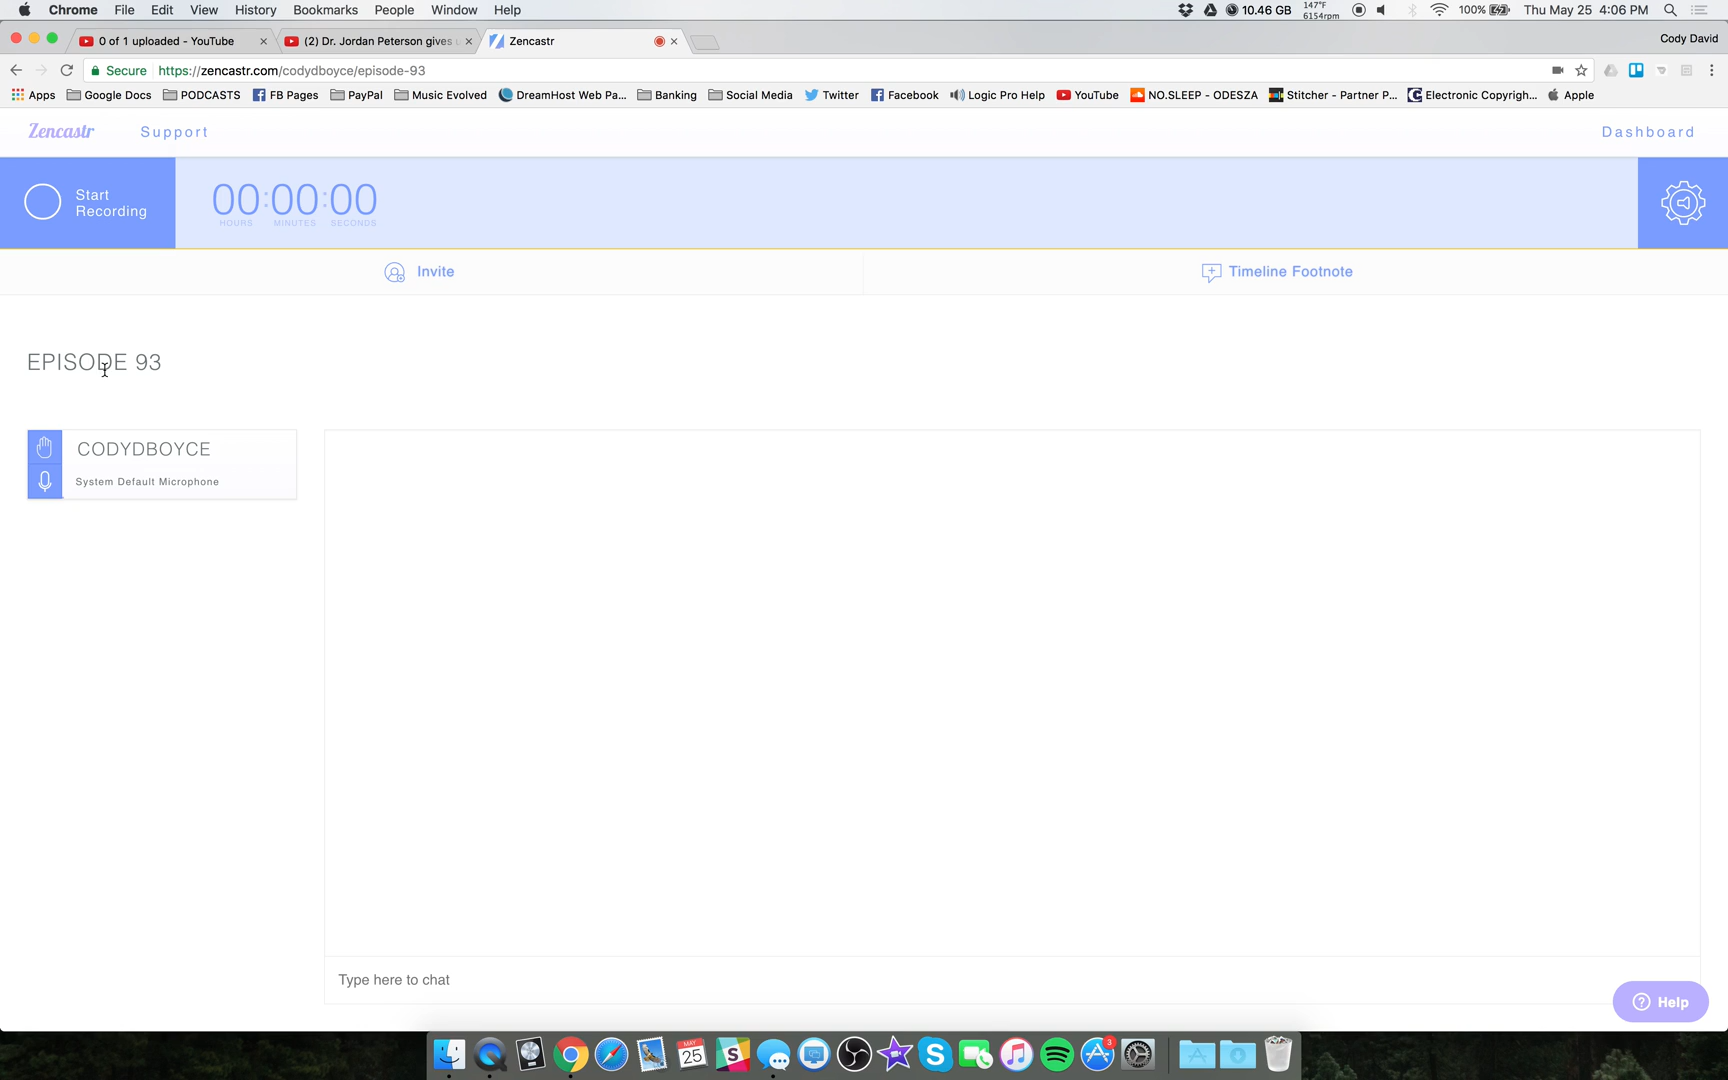 Chrome File Edit View History Bookmarks People Window Help 10.46 GB 147°F 6154rpm 100% Thu May 25 4:06 PM
0 of 1 uploaded - YouTube (2) Dr. Jordan Peterson gives Zencastr Cody David
Secure https://zencastr.com/codydboyce/episode-93
Apps Google Docs PODCASTS FB Pages PayPal Music Evolved DreamHost Web Pa... Banking Social Media Twitter Facebook Logic Pro Help YouTube NO.SLEEP - ODESZA Stitcher - Partner P... Electronic Copyrigh... Apple
Zencastr Support Dashboard
Start Recording
00:00:00
HOURS MINUTES SECONDS
Invite Timeline Footnote
EPISODE 93
CODYDBOYCE
System Default Microphone
Type here to chat
Help
MAY
25
3